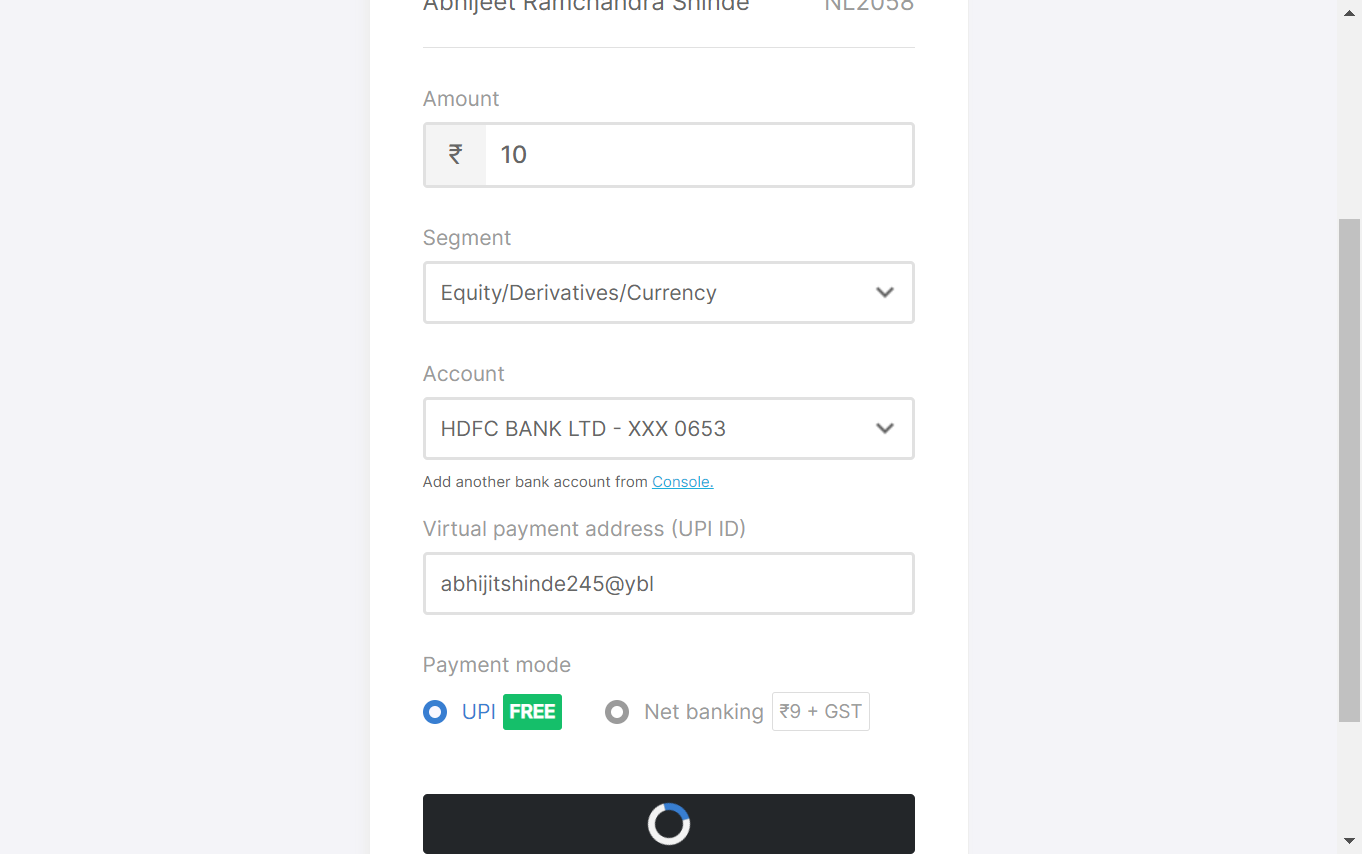 Abhijeet Ramchandra Shinde NL2058
Amount
₹ 10
Segment
Equity/Derivatives/Currency
Account
HDFC BANK LTD - XXX 0653
Add another bank account from Console.
Virtual payment address (UPI ID)
abhijitshinde245@ybl
Payment mode
UPI FREE Net banking ₹9 + GST